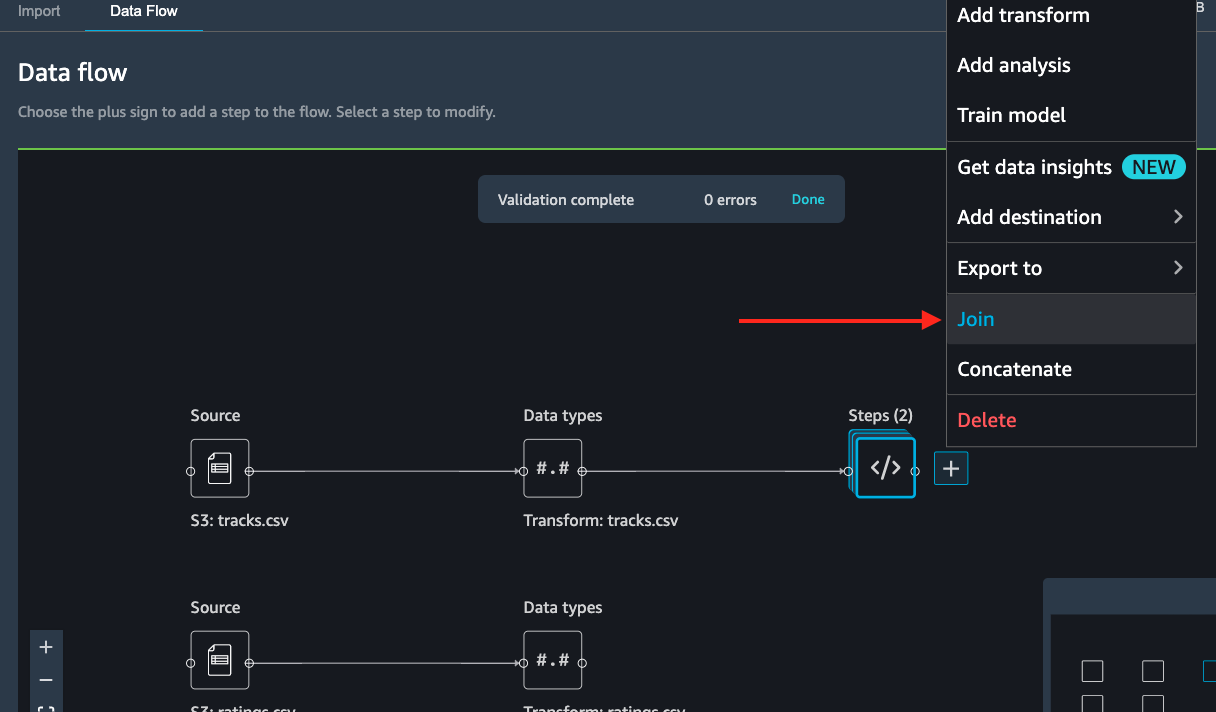 Import
Data Flow
B
Data flow
Choose the plus sign to add a step to the flow. Select a step to modify.
Add transform
Add analysis
Train model
Get data insights NEW
Add destination
Export to
Join
Concatenate
Delete
Validation complete 0 errors Done
Source Data types Steps (2)
#.# </> +
S3: tracks.csv Transform: tracks.csv
Source Data types
+
#.#
−
S3: ratings.csv Transform: ratings.csv